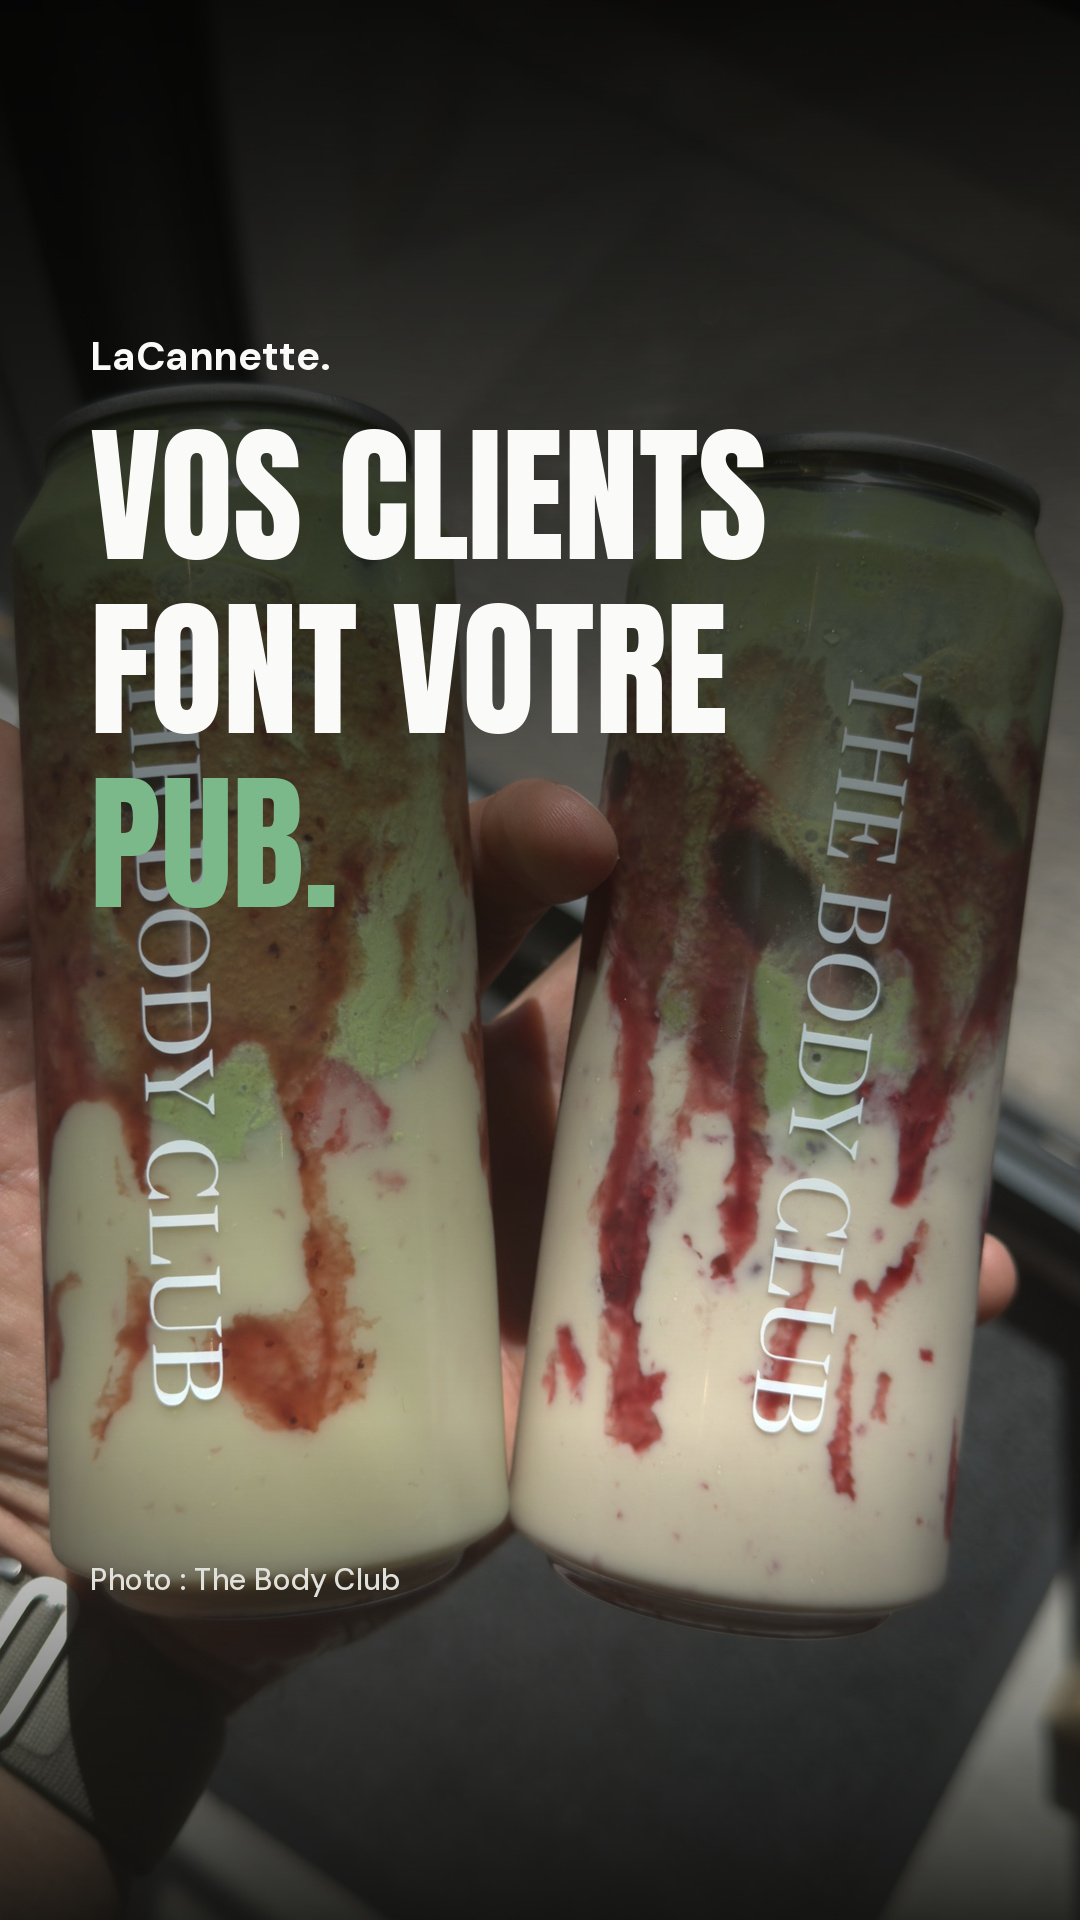 LaCannette.
VOS CLIENTS
FONT VOTRE
PUB.
THE BODY CLUB
THE BODY CLUB
Photo : The Body Club